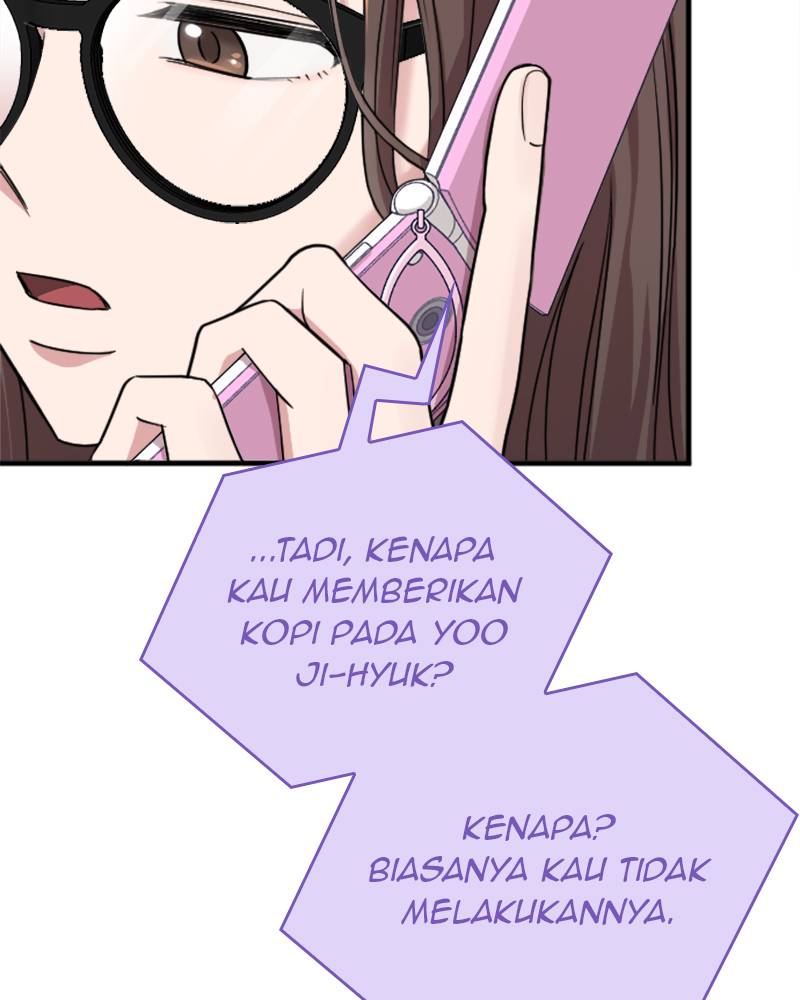 ...TADI, KENAPA
KAU MEMBERIKAN
KOPI PADA YOO
JI-HYUK?
KENAPA?
BIASANYA KAU TIDAK
MELAKUKANNYA.